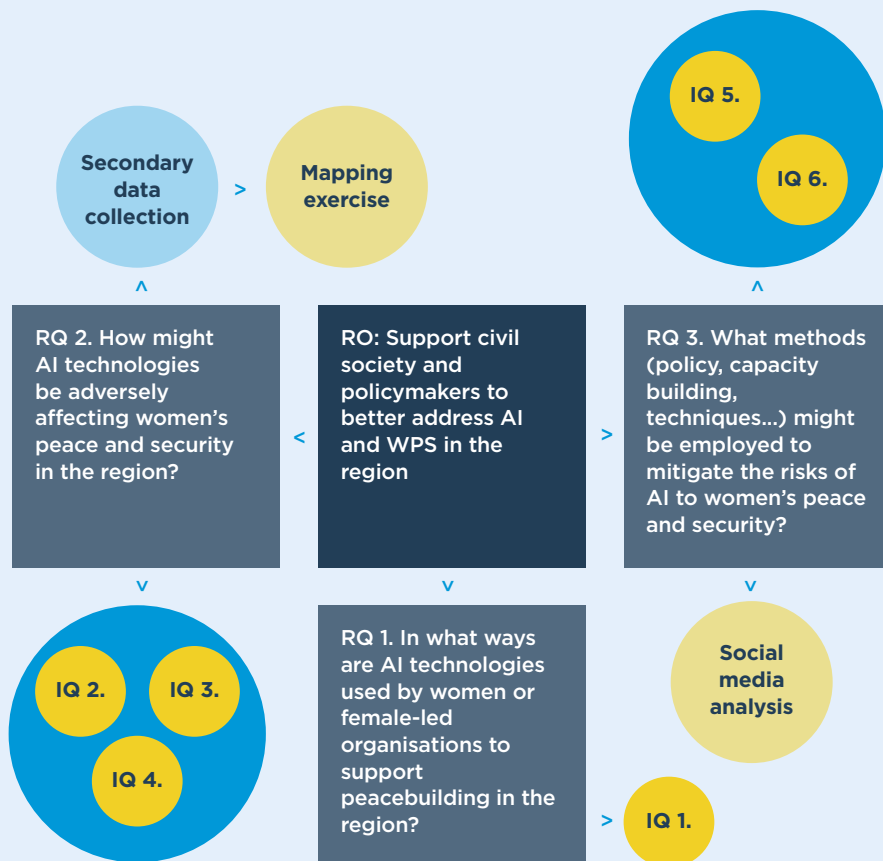 IQ 5.
IQ 6.
Secondary
data
collection
>
Mapping
exercise
^
^
RQ 2. How might
AI technologies
be adversely
affecting women’s
peace and security
in the region?
<
RO: Support civil
society and
policymakers to
better address AI
and WPS in the
region
>
RQ 3. What methods
(policy, capacity
building,
techniques...) might
be employed to
mitigate the risks of
AI to women’s peace
and security?
v
v
v
IQ 2.
IQ 3.
IQ 4.
RQ 1. In what ways
are AI technologies
used by women or
female-led
organisations to
support
peacebuilding in the
region?
>
IQ 1.
Social
media
analysis